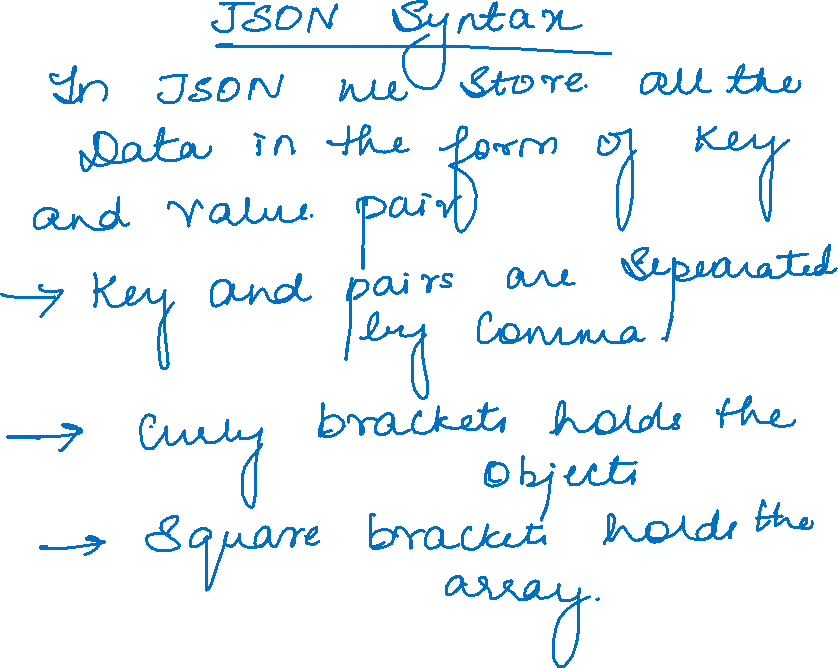 JSON Syntax
In JSON we Store all the
Data in the form of Key
and value pair
→ Key and pairs are Sepearated
by Comma.
→ Curly brackets holds the
Objects
→ Square brackets holds the
array.